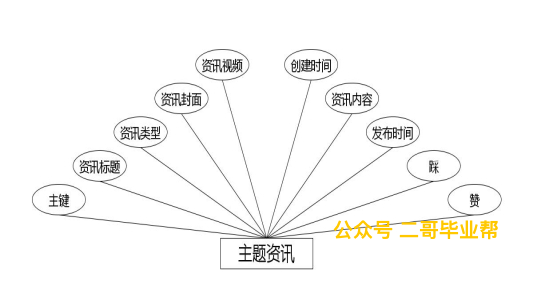 资讯视频
创建时间
资讯封面
资讯内容
资讯类型
发布时间
资讯标题
踩
主键
赞
公众号 二哥毕业帮
主题资讯